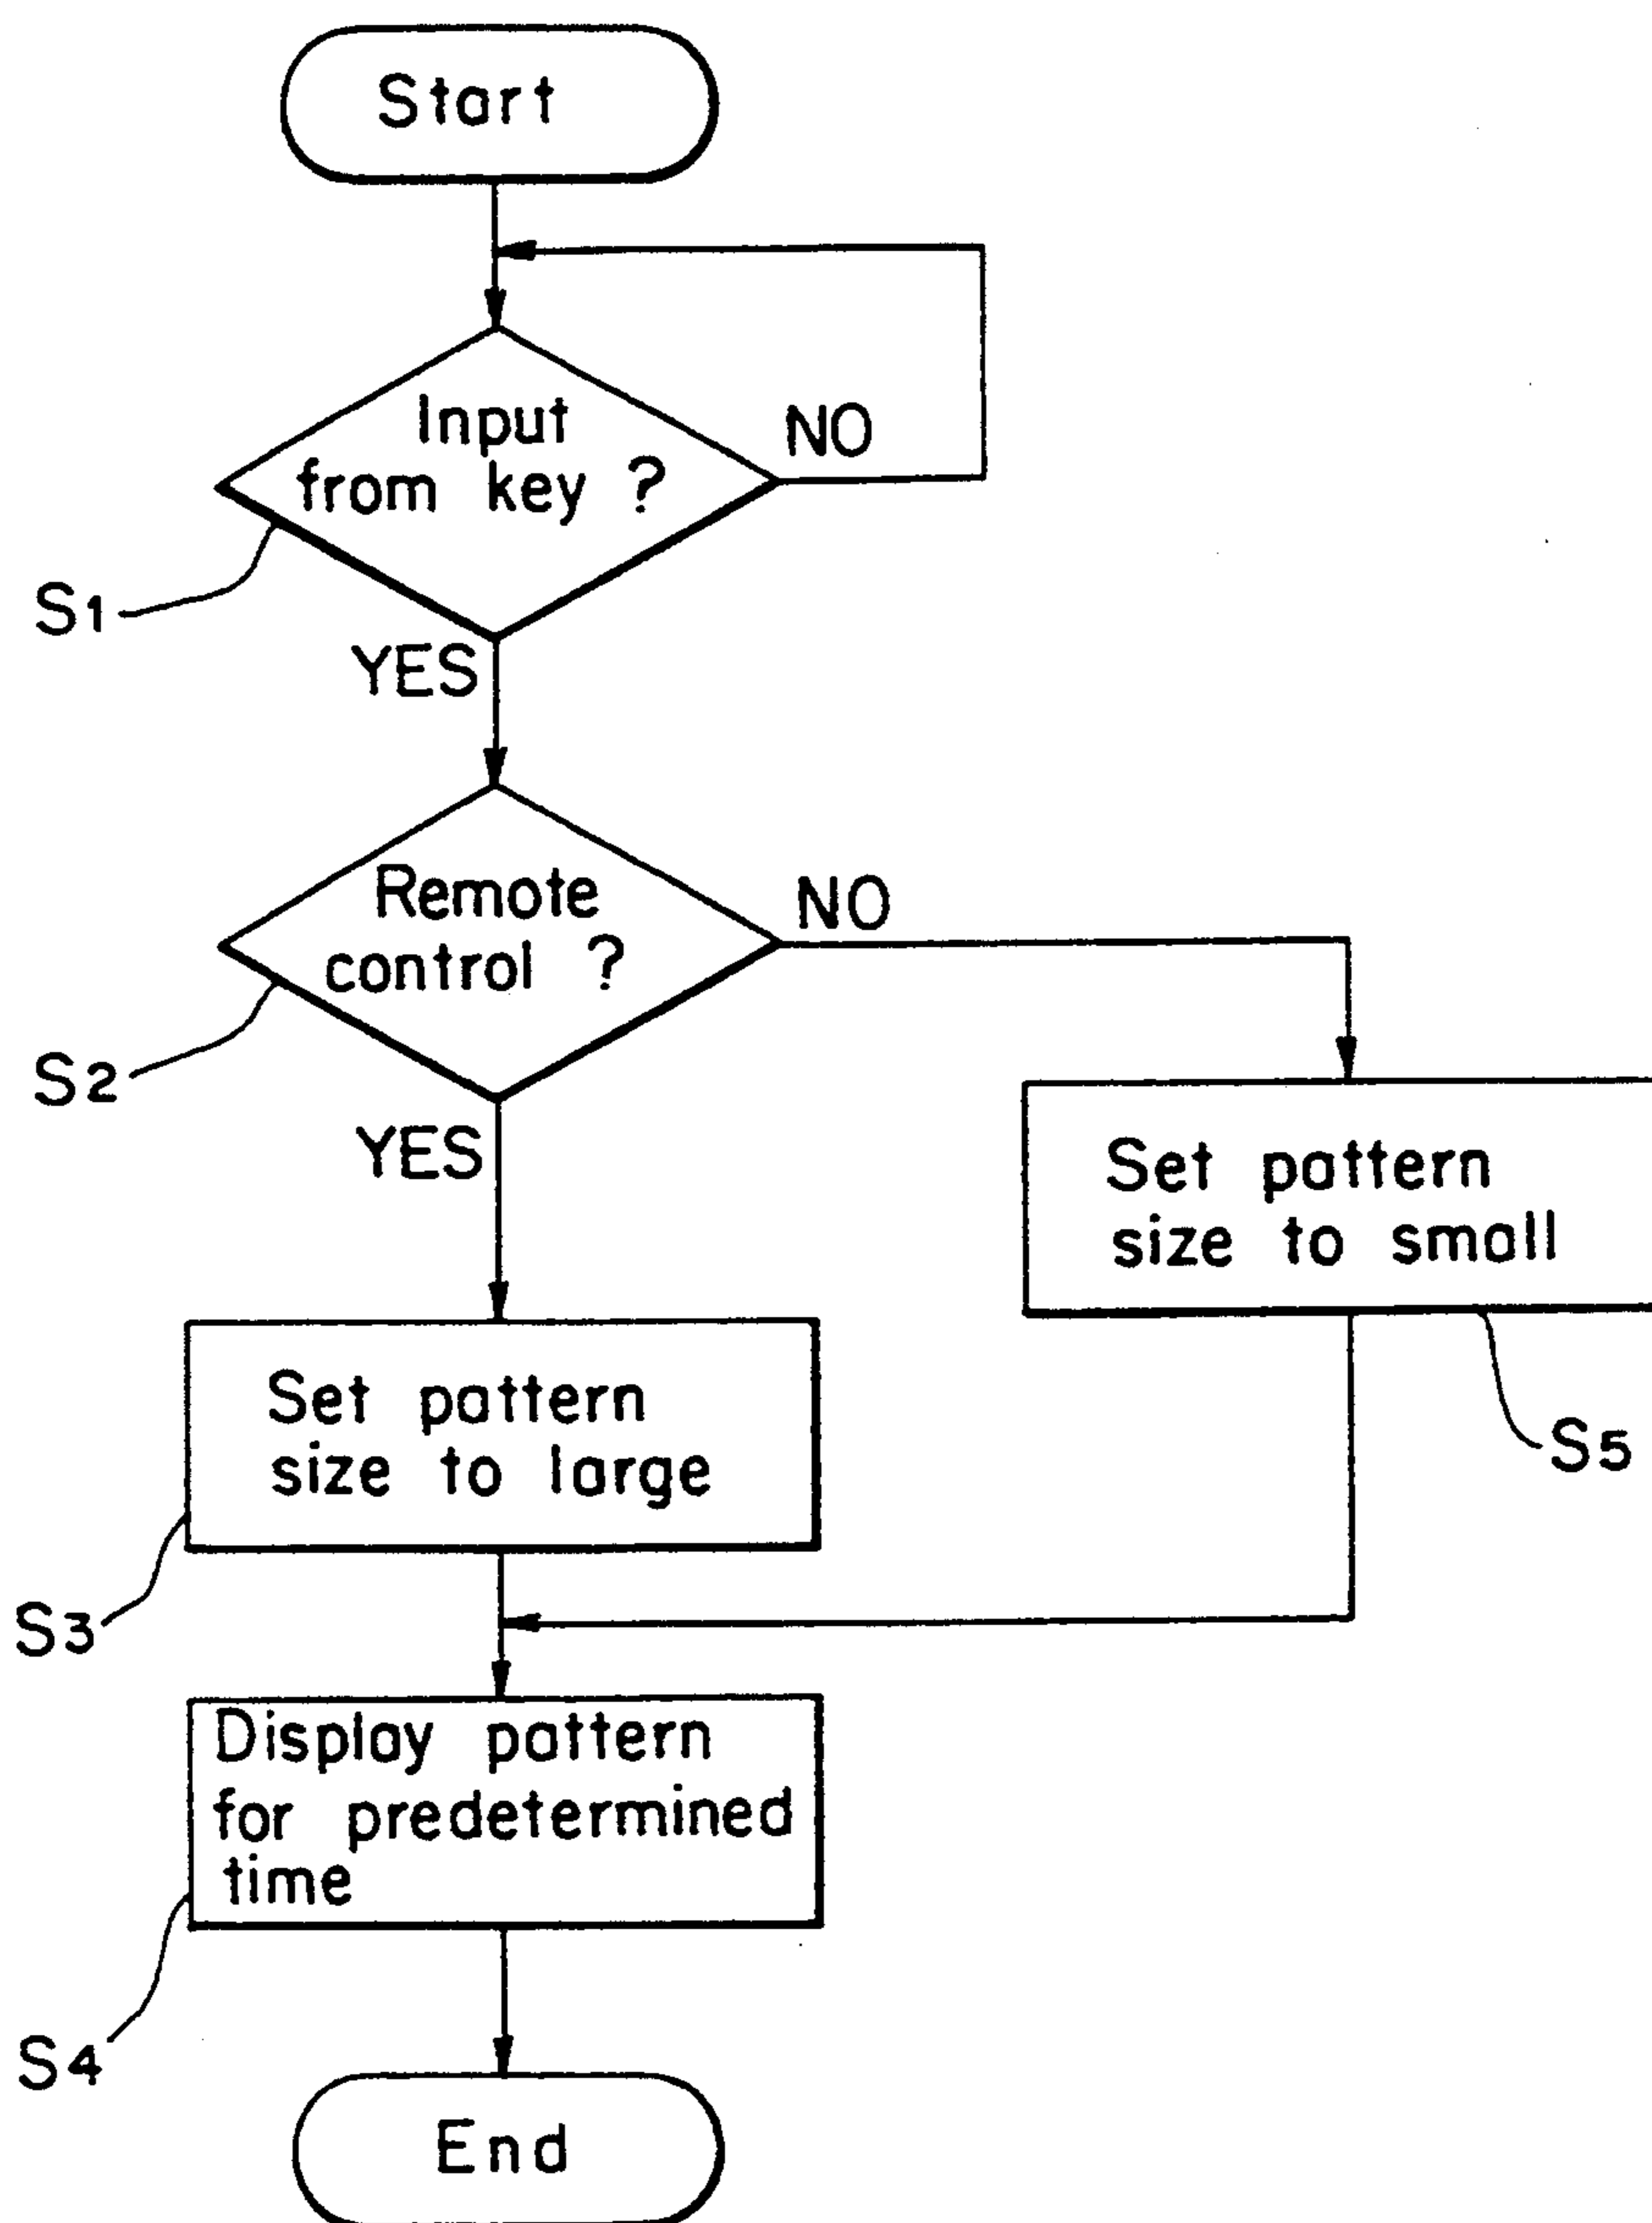 Start
Input
from key ?
NO
S1
YES
Remote
control ?
NO
S2
YES
Set pattern
size to small
S5
Set pattern
size to large
S3
Display pattern
for predetermined
time
S4
End